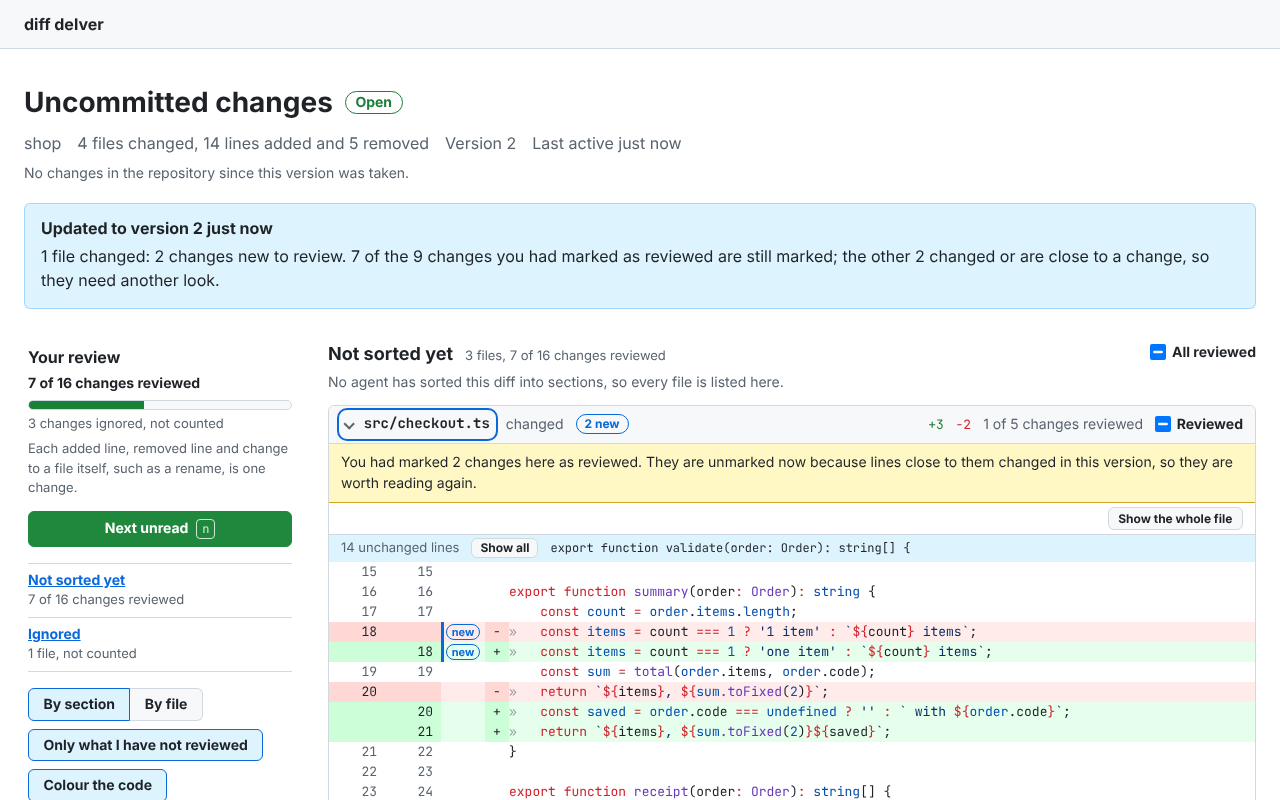 diff delver
Uncommitted changes Open
shop 4 files changed, 14 lines added and 5 removed Version 2 Last active just now
No changes in the repository since this version was taken.
Updated to version 2 just now
1 file changed: 2 changes new to review. 7 of the 9 changes you had marked as reviewed are still marked; the other 2 changed or are close to a change, so
they need another look.
Your review
7 of 16 changes reviewed
3 changes ignored, not counted
Each added line, removed line and change
to a file itself, such as a rename, is one
change.
Next unread n
Not sorted yet
7 of 16 changes reviewed
Ignored
1 file, not counted
By section By file
Only what I have not reviewed
Colour the code
Not sorted yet 3 files, 7 of 16 changes reviewed All reviewed
No agent has sorted this diff into sections, so every file is listed here.
src/checkout.ts changed 2 new +3 -2 1 of 5 changes reviewed Reviewed
You had marked 2 changes here as reviewed. They are unmarked now because lines close to them changed in this version, so they are
worth reading again.
Show the whole file
14 unchanged lines Show all export function validate(order: Order): string[] {
15 15
16 16 export function summary(order: Order): string {
17 17 const count = order.items.length;
18 new - » const items = count === 1 ? '1 item' : `${count} items`;
18 new + » const items = count === 1 ? 'one item' : `${count} items`;
19 19 const sum = total(order.items, order.code);
20 - » return `${items}, ${sum.toFixed(2)}`;
20 + » const saved = order.code === undefined ? '' : ` with ${order.code}`;
21 + » return `${items}, ${sum.toFixed(2)}${saved}`;
21 22 }
22 23
23 24 export function receipt(order: Order): string[] {